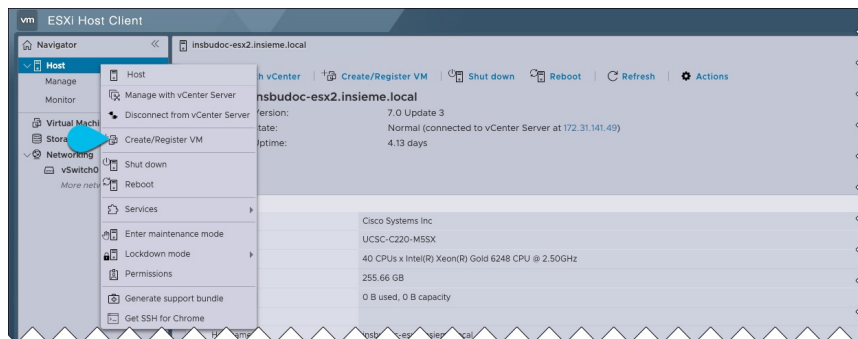 vm ESXi Host Client
Navigator
insbudoc-esx2.insieme.local
Host
Manage
Monitor
Virtual Machi
Stora
Networking
vSwitch0
More netw
Host
Manage with vCenter Server
Disconnect from vCenter Server
Create/Register VM
Shut down
Reboot
Services
Enter maintenance mode
Lockdown mode
Permissions
Generate support bundle
Get SSH for Chrome
h vCenter Create/Register VM Shut down Reboot Refresh Actions
nsbudoc-esx2.insieme.local
ersion: 7.0 Update 3
tate: Normal (connected to vCenter Server at 172.31.141.49)
ptime: 4.13 days
Cisco Systems Inc
UCSC-C220-M5SX
40 CPUs x Intel(R) Xeon(R) Gold 6248 CPU @ 2.50GHz
255.66 GB
0 B used, 0 B capacity